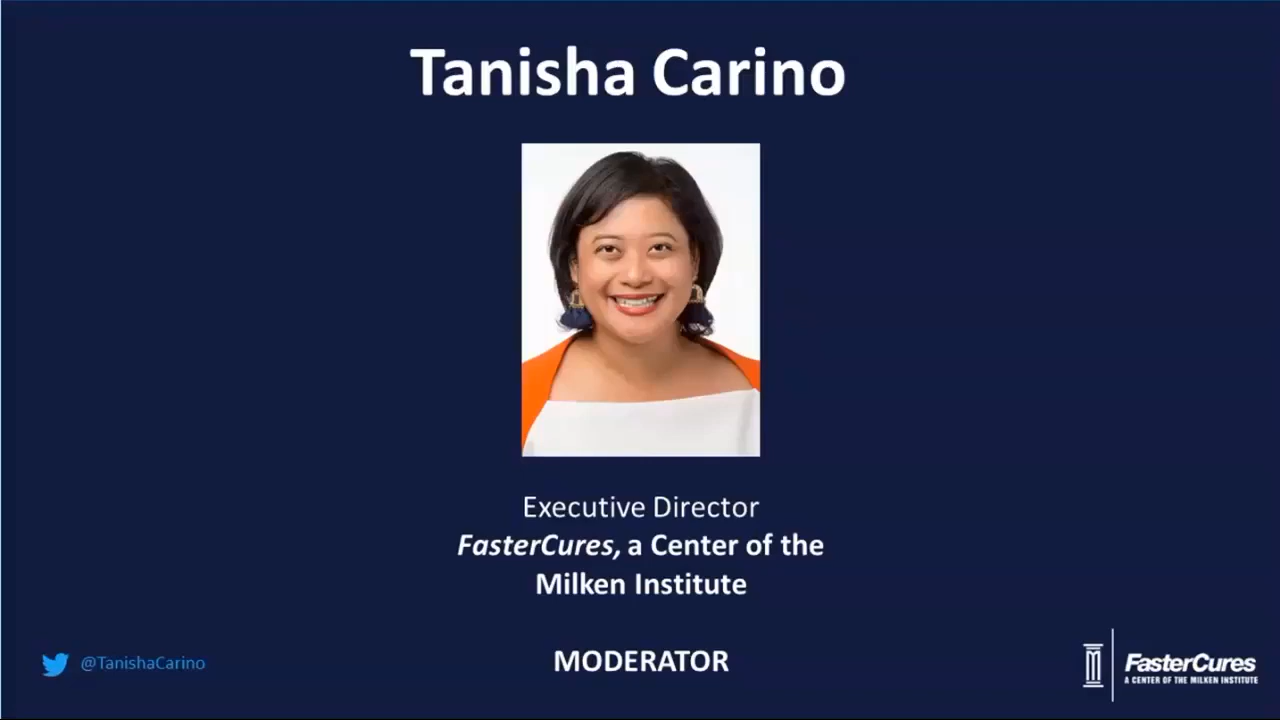 Tanisha Carino
Executive Director
FasterCures, a Center of the
Milken Institute
MODERATOR
@TanishaCarino
FasterCures
A CENTER OF THE MILKEN INSTITUTE